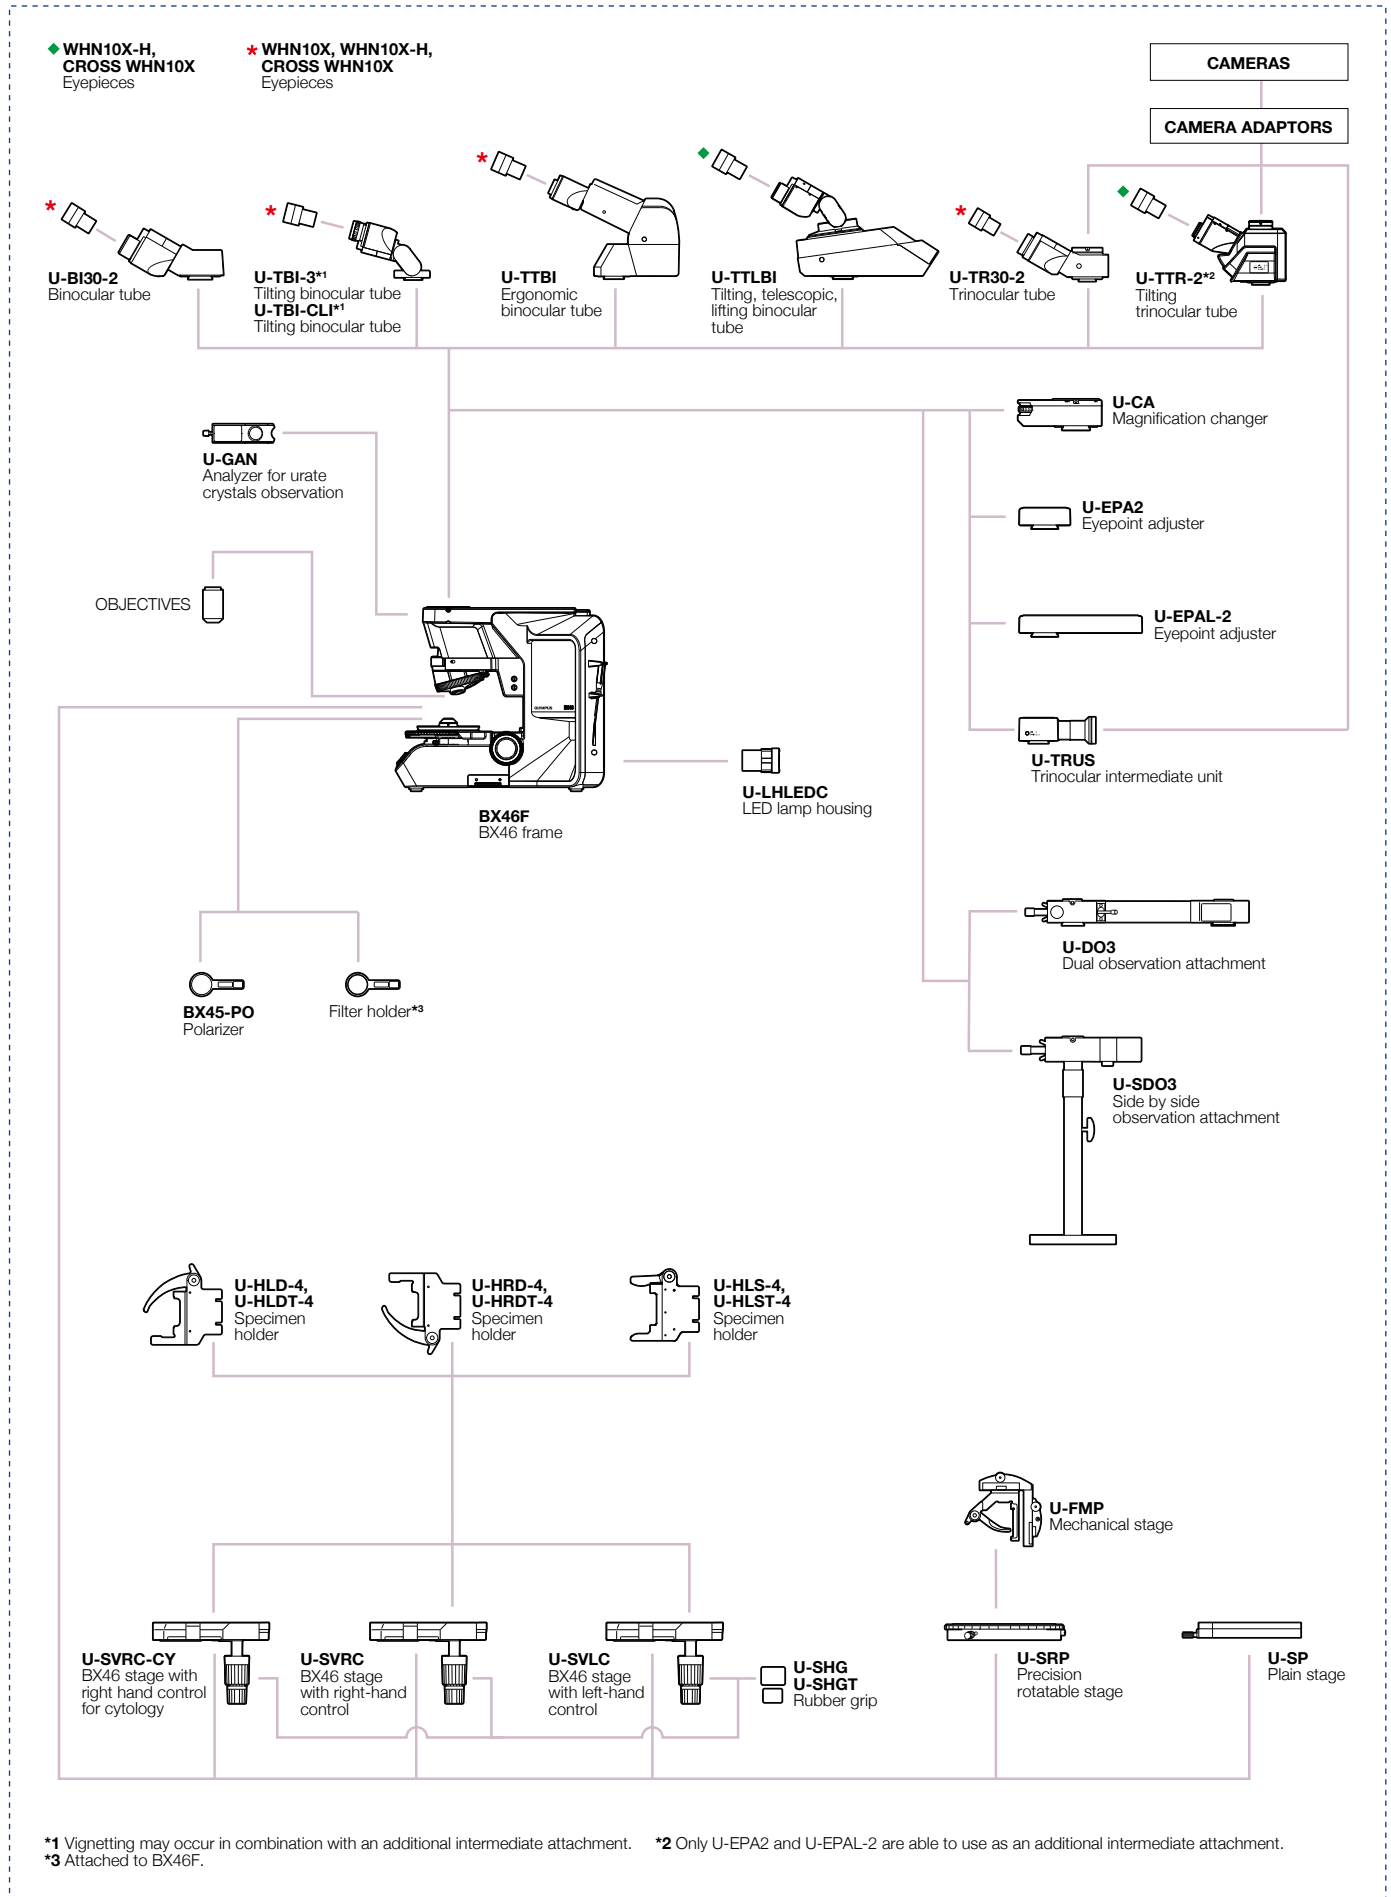 WHN10X-H,
CROSS WHN10X
Eyepieces
* WHN10X, WHN10X-H,
CROSS WHN10X
Eyepieces
CAMERAS
CAMERA ADAPTORS
*
*
*
*
U-BI30-2
Binocular tube
U-TBI-3*1
Tilting binocular tube
U-TBI-CLI*1
Tilting binocular tube
U-TTBI
Ergonomic
binocular tube
U-TTLBI
Tilting, telescopic,
lifting binocular
tube
U-TR30-2
Trinocular tube
U-TTR-2*2
Tilting
trinocular tube
U-CA
Magnification changer
U-GAN
Analyzer for urate
crystals observation
U-EPA2
Eyepoint adjuster
OBJECTIVES
U-EPAL-2
Eyepoint adjuster
OLYMPUS
U-TRUS
Trinocular intermediate unit
U-LHLEDC
LED lamp housing
BX46F
BX46 frame
U-DO3
Dual observation attachment
BX45-PO
Polarizer
Filter holder*3
U-SDO3
Side by side
observation attachment
U-HLD-4,
U-HLDT-4
Specimen
holder
U-HRD-4,
U-HRDT-4
Specimen
holder
U-HLS-4,
U-HLST-4
Specimen
holder
U-FMP
Mechanical stage
U-SVRC-CY
BX46 stage with
right hand control
for cytology
U-SVRC
BX46 stage
with right-hand
control
U-SVLC
BX46 stage
with left-hand
control
U-SHG
U-SHGT
Rubber grip
U-SRP
Precision
rotatable stage
U-SP
Plain stage
*1 Vignetting may occur in combination with an additional intermediate attachment. *2 Only U-EPA2 and U-EPAL-2 are able to use as an additional intermediate attachment.
*3 Attached to BX46F.